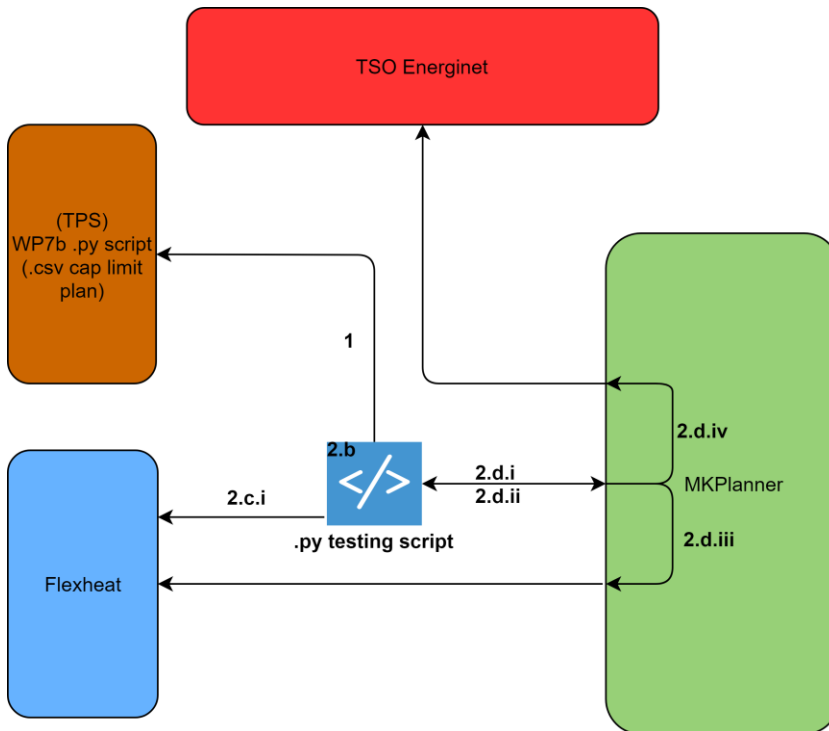 TSO Energinet
(TPS)
WP7b .py script
(.csv cap limit
plan)
1
2.b
</>
2.d.i
2.d.ii
2.c.i
.py testing script
2.d.iv
MKPlanner
2.d.iii
Flexheat